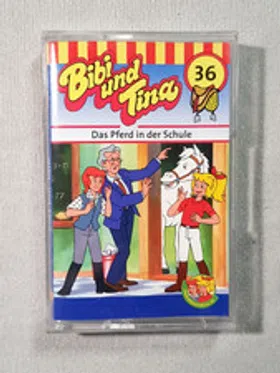 Bibi und
Tina
36
Das Pferd in der Schule